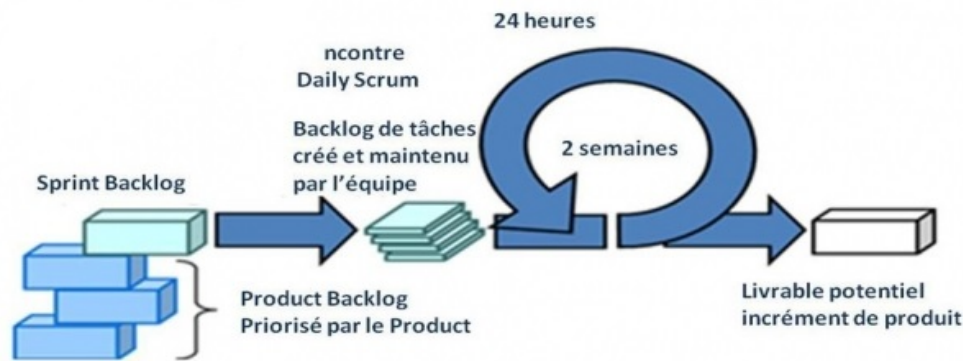 24 heures
ncontre
Daily Scrum
Backlog de tâches
créé et maintenu
par l'équipe
2 semaines
Sprint Backlog
Product Backlog
Priorisé par le Product
Livrable potentiel
incrément de produit